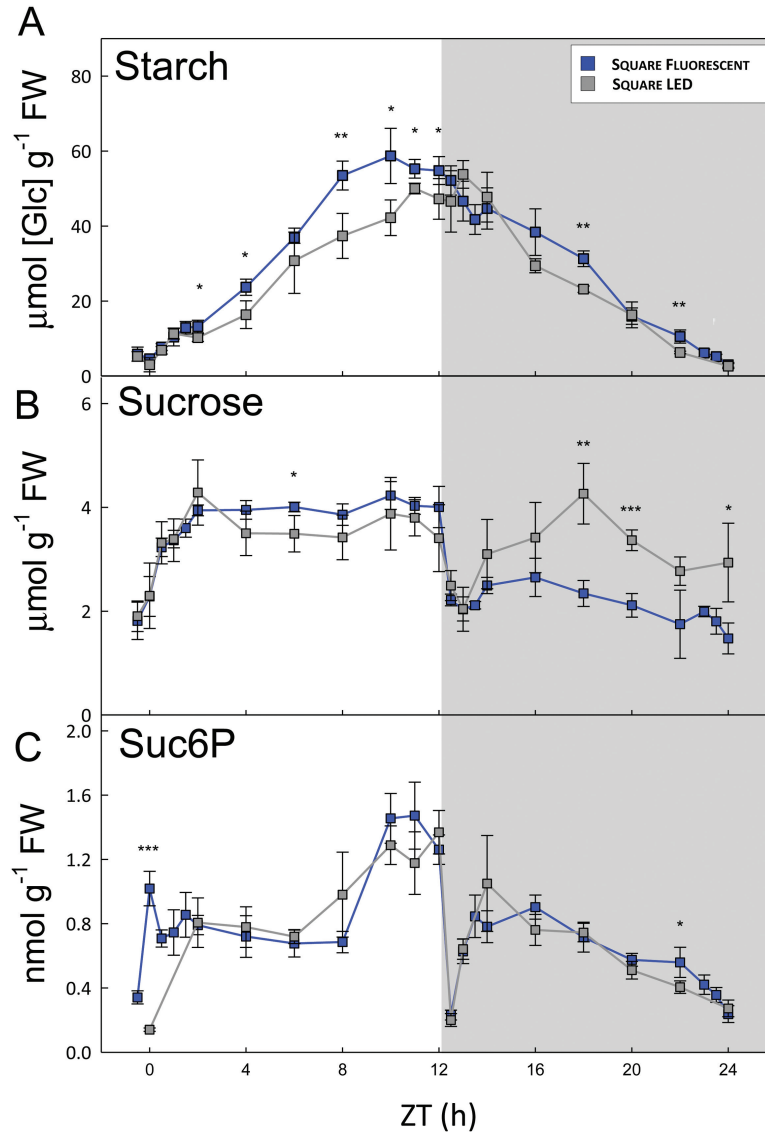 A
Starch
SQUARE FLUORESCENT
SQUARE LED
µmol [Glc] g⁻¹ FW
80
60
40
20
0
* * ** * * * ** **
B
Sucrose
µmol g⁻¹ FW
6
4
2
0
* ** *** *
C
Suc6P
nmol g⁻¹ FW
2.0
1.6
1.2
0.8
0.4
0.0
*** *
0 4 8 12 16 20 24
ZT (h)